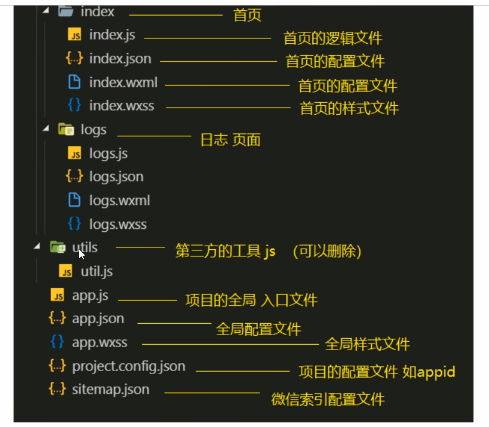 index 首页
JS index.js 首页的逻辑文件
{..} index.json 首页的配置文件
index.wxml 首页的配置文件
{} index.wxss 首页的样式文件
logs 日志 页面
JS logs.js
{..} logs.json
logs.wxml
{} logs.wxss
utils 第三方的工具 js （可以删除）
JS util.js
JS app.js 项目的全局 入口文件
{..} app.json 全局配置文件
{} app.wxss 全局样式文件
{..} project.config.json 项目的配置文件 如appid
{..} sitemap.json 微信索引配置文件